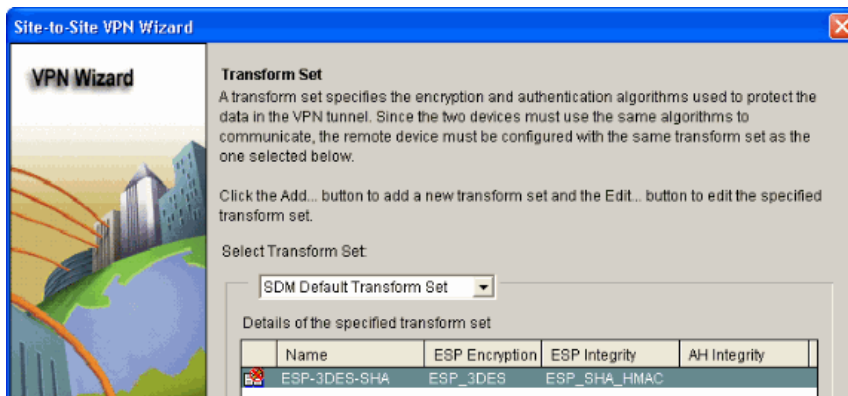 Site-to-Site VPN Wizard
VPN Wizard
Transform Set
A transform set specifies the encryption and authentication algorithms used to protect the
data in the VPN tunnel. Since the two devices must use the same algorithms to
communicate, the remote device must be configured with the same transform set as the
one selected below.
Click the Add... button to add a new transform set and the Edit... button to edit the specified
transform set.
Select Transform Set:
SDM Default Transform Set
Details of the specified transform set
Name ESP Encryption ESP Integrity AH Integrity
ESP-3DES-SHA ESP_3DES ESP_SHA_HMAC